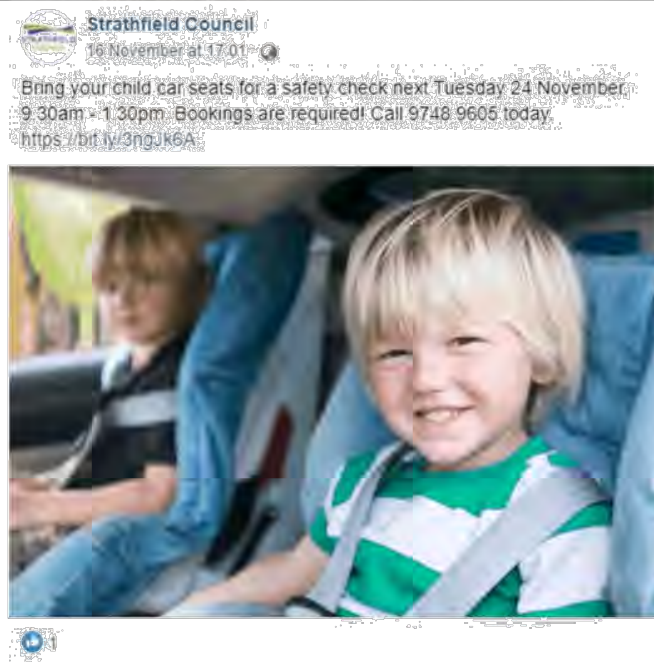 Strathfield Council
16 November at 17:01
Bring your child car seats for a safety check next Tuesday 24 November,
9.30am - 1.30pm. Bookings are required! Call 9748 9605 today.
https://bit.ly/3ngJk6A
1